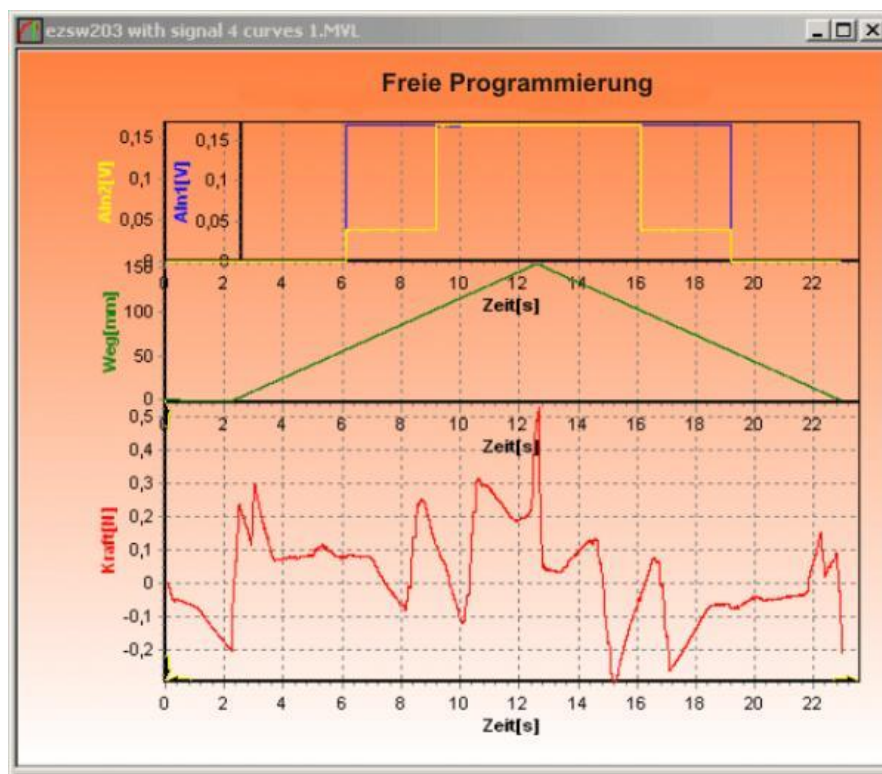 ezsw203 with signal 4 curves 1.MVL
Freie Programmierung
AIn2[V]
0,15
0,1
0,05
0
AIn1[V]
0,15
0,1
0,05
0
0 2 4 6 8 10 12 14 16 18 20 22
Zeit[s]
Weg[mm]
150
100
50
0
0 2 4 6 8 10 12 14 16 18 20 22
Zeit[s]
Kraft[N]
0,5
0,4
0,3
0,2
0,1
0
-0,1
-0,2
0 2 4 6 8 10 12 14 16 18 20 22
Zeit[s]